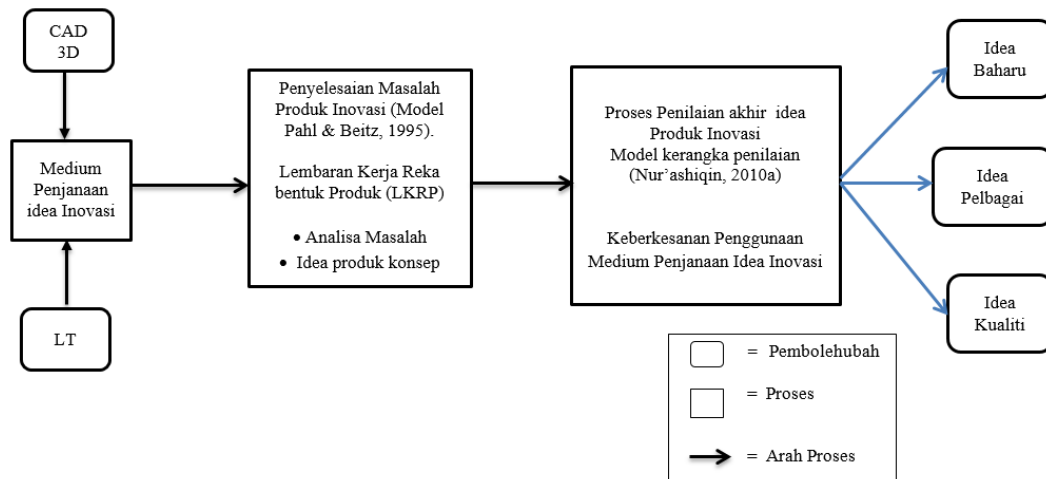 CAD
3D
Medium
Penjanaan
idea Inovasi
LT
Penyelesaian Masalah
Produk Inovasi (Model
Pahl & Beitz, 1995).
Lembaran Kerja Reka
bentuk Produk (LKRP)
• Analisa Masalah
• Idea produk konsep
Proses Penilaian akhir idea
Produk Inovasi
Model kerangka penilaian
(Nur’ashiqin, 2010a)
Keberkesanan Penggunaan
Medium Penjanaan Idea Inovasi
Idea
Baharu
Idea
Pelbagai
Idea
Kualiti
= Pembolehubah
= Proses
= Arah Proses